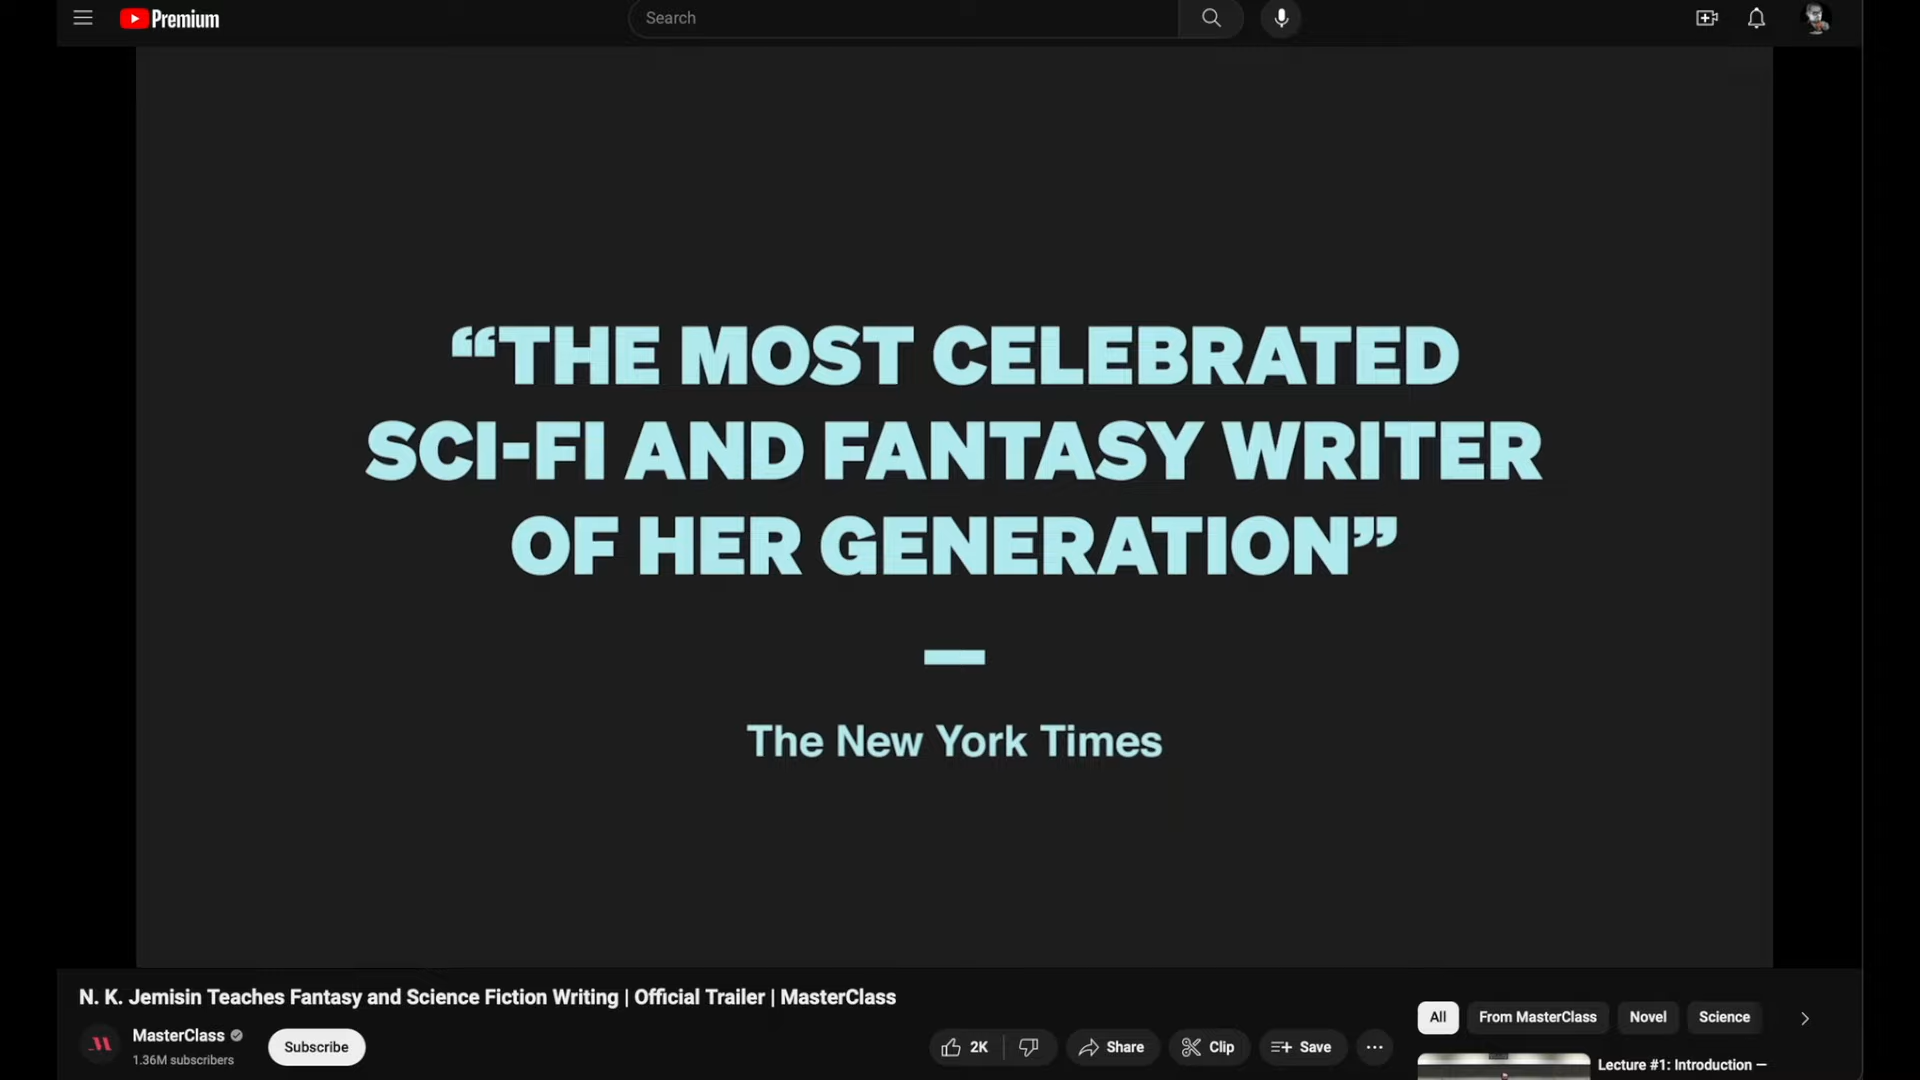 Premium
Search
“THE MOST CELEBRATED
SCI-FI AND FANTASY WRITER
OF HER GENERATION”
The New York Times
N. K. Jemisin Teaches Fantasy and Science Fiction Writing | Official Trailer | MasterClass
MasterClass
1.36M subscribers
Subscribe
2K
Share
Clip
Save
All
From MasterClass
Novel
Science
Lecture #1: Introduction —